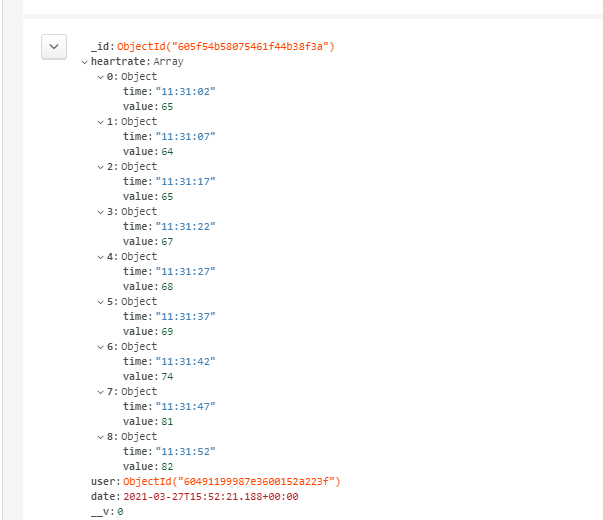 _id: ObjectId("605f54b58075461f44b38f3a")
heartrate: Array
0: Object
time: "11:31:02"
value: 65
1: Object
time: "11:31:07"
value: 64
2: Object
time: "11:31:17"
value: 65
3: Object
time: "11:31:22"
value: 67
4: Object
time: "11:31:27"
value: 68
5: Object
time: "11:31:37"
value: 69
6: Object
time: "11:31:42"
value: 74
7: Object
time: "11:31:47"
value: 81
8: Object
time: "11:31:52"
value: 82
user: ObjectId("60491199987e3600152a223f")
date: 2021-03-27T15:52:21.188+00:00
__v: 0